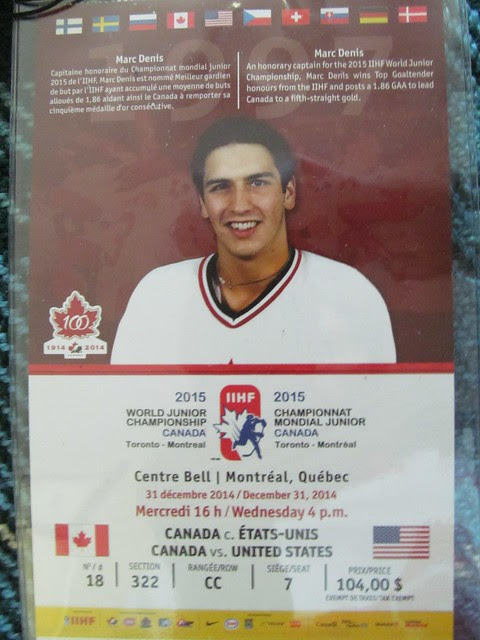 1997
Marc Denis
Capitaine honoraire du Championnat mondial junior
2015 de l'IIHF, Marc Denis est nommé Meilleur gardien
de but par l'IIHF ayant accumulé une moyenne de buts
alloués de 1,86 aidant ainsi le Canada à remporter sa
cinquième médaille d'or consécutive.
Marc Denis
An honorary captain for the 2015 IIHF World Junior
Championship, Marc Denis wins Top Goaltender
honours from the IIHF and posts a 1.86 GAA to lead
Canada to a fifth-straight gold.
100
1914 2014
2015
WORLD JUNIOR
CHAMPIONSHIP
CANADA
Toronto - Montreal
IIHF
2015
CHAMPIONNAT
MONDIAL JUNIOR
CANADA
Toronto - Montréal
Centre Bell | Montréal, Québec
31 décembre 2014 / December 31, 2014
Mercredi 16 h / Wednesday 4 p.m.
CANADA c. ÉTATS-UNIS
CANADA vs. UNITED STATES
N° / # 18
SECTION 322
RANGÉE/ROW CC
SIÈGE/SEAT 7
PRIX/PRICE 104,00 $
EXEMPT DE TAXES/TAX EXEMPT
IIHF